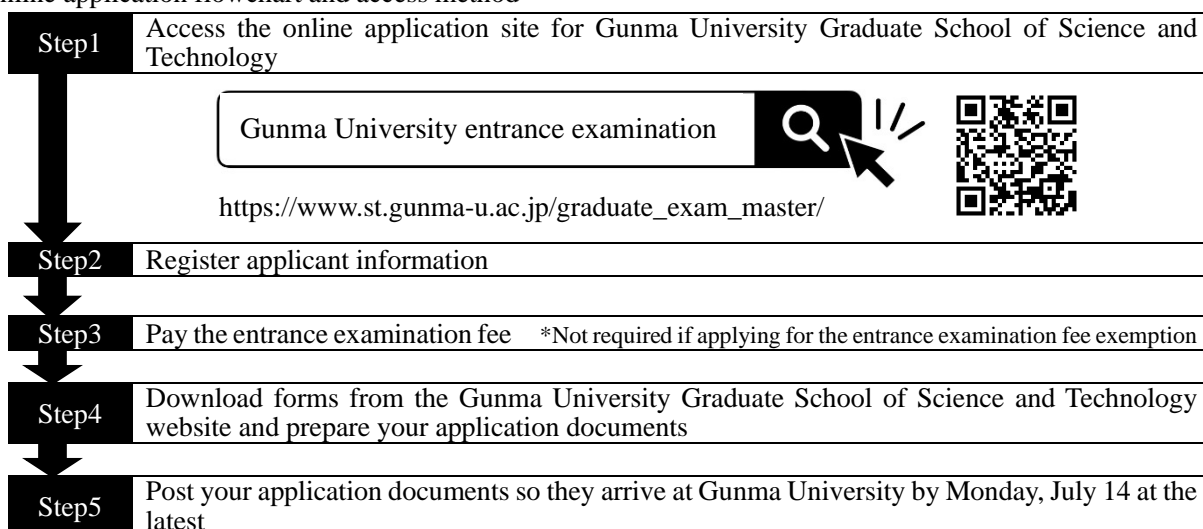 nline application flowchart and access method
Step1
Access the online application site for Gunma University Graduate School of Science and
Technology
Gunma University entrance examination
https://www.st.gunma-u.ac.jp/graduate_exam_master/
Step2
Register applicant information
Step3
Pay the entrance examination fee *Not required if applying for the entrance examination fee exemption
Step4
Download forms from the Gunma University Graduate School of Science and Technology
website and prepare your application documents
Step5
Post your application documents so they arrive at Gunma University by Monday, July 14 at the
latest